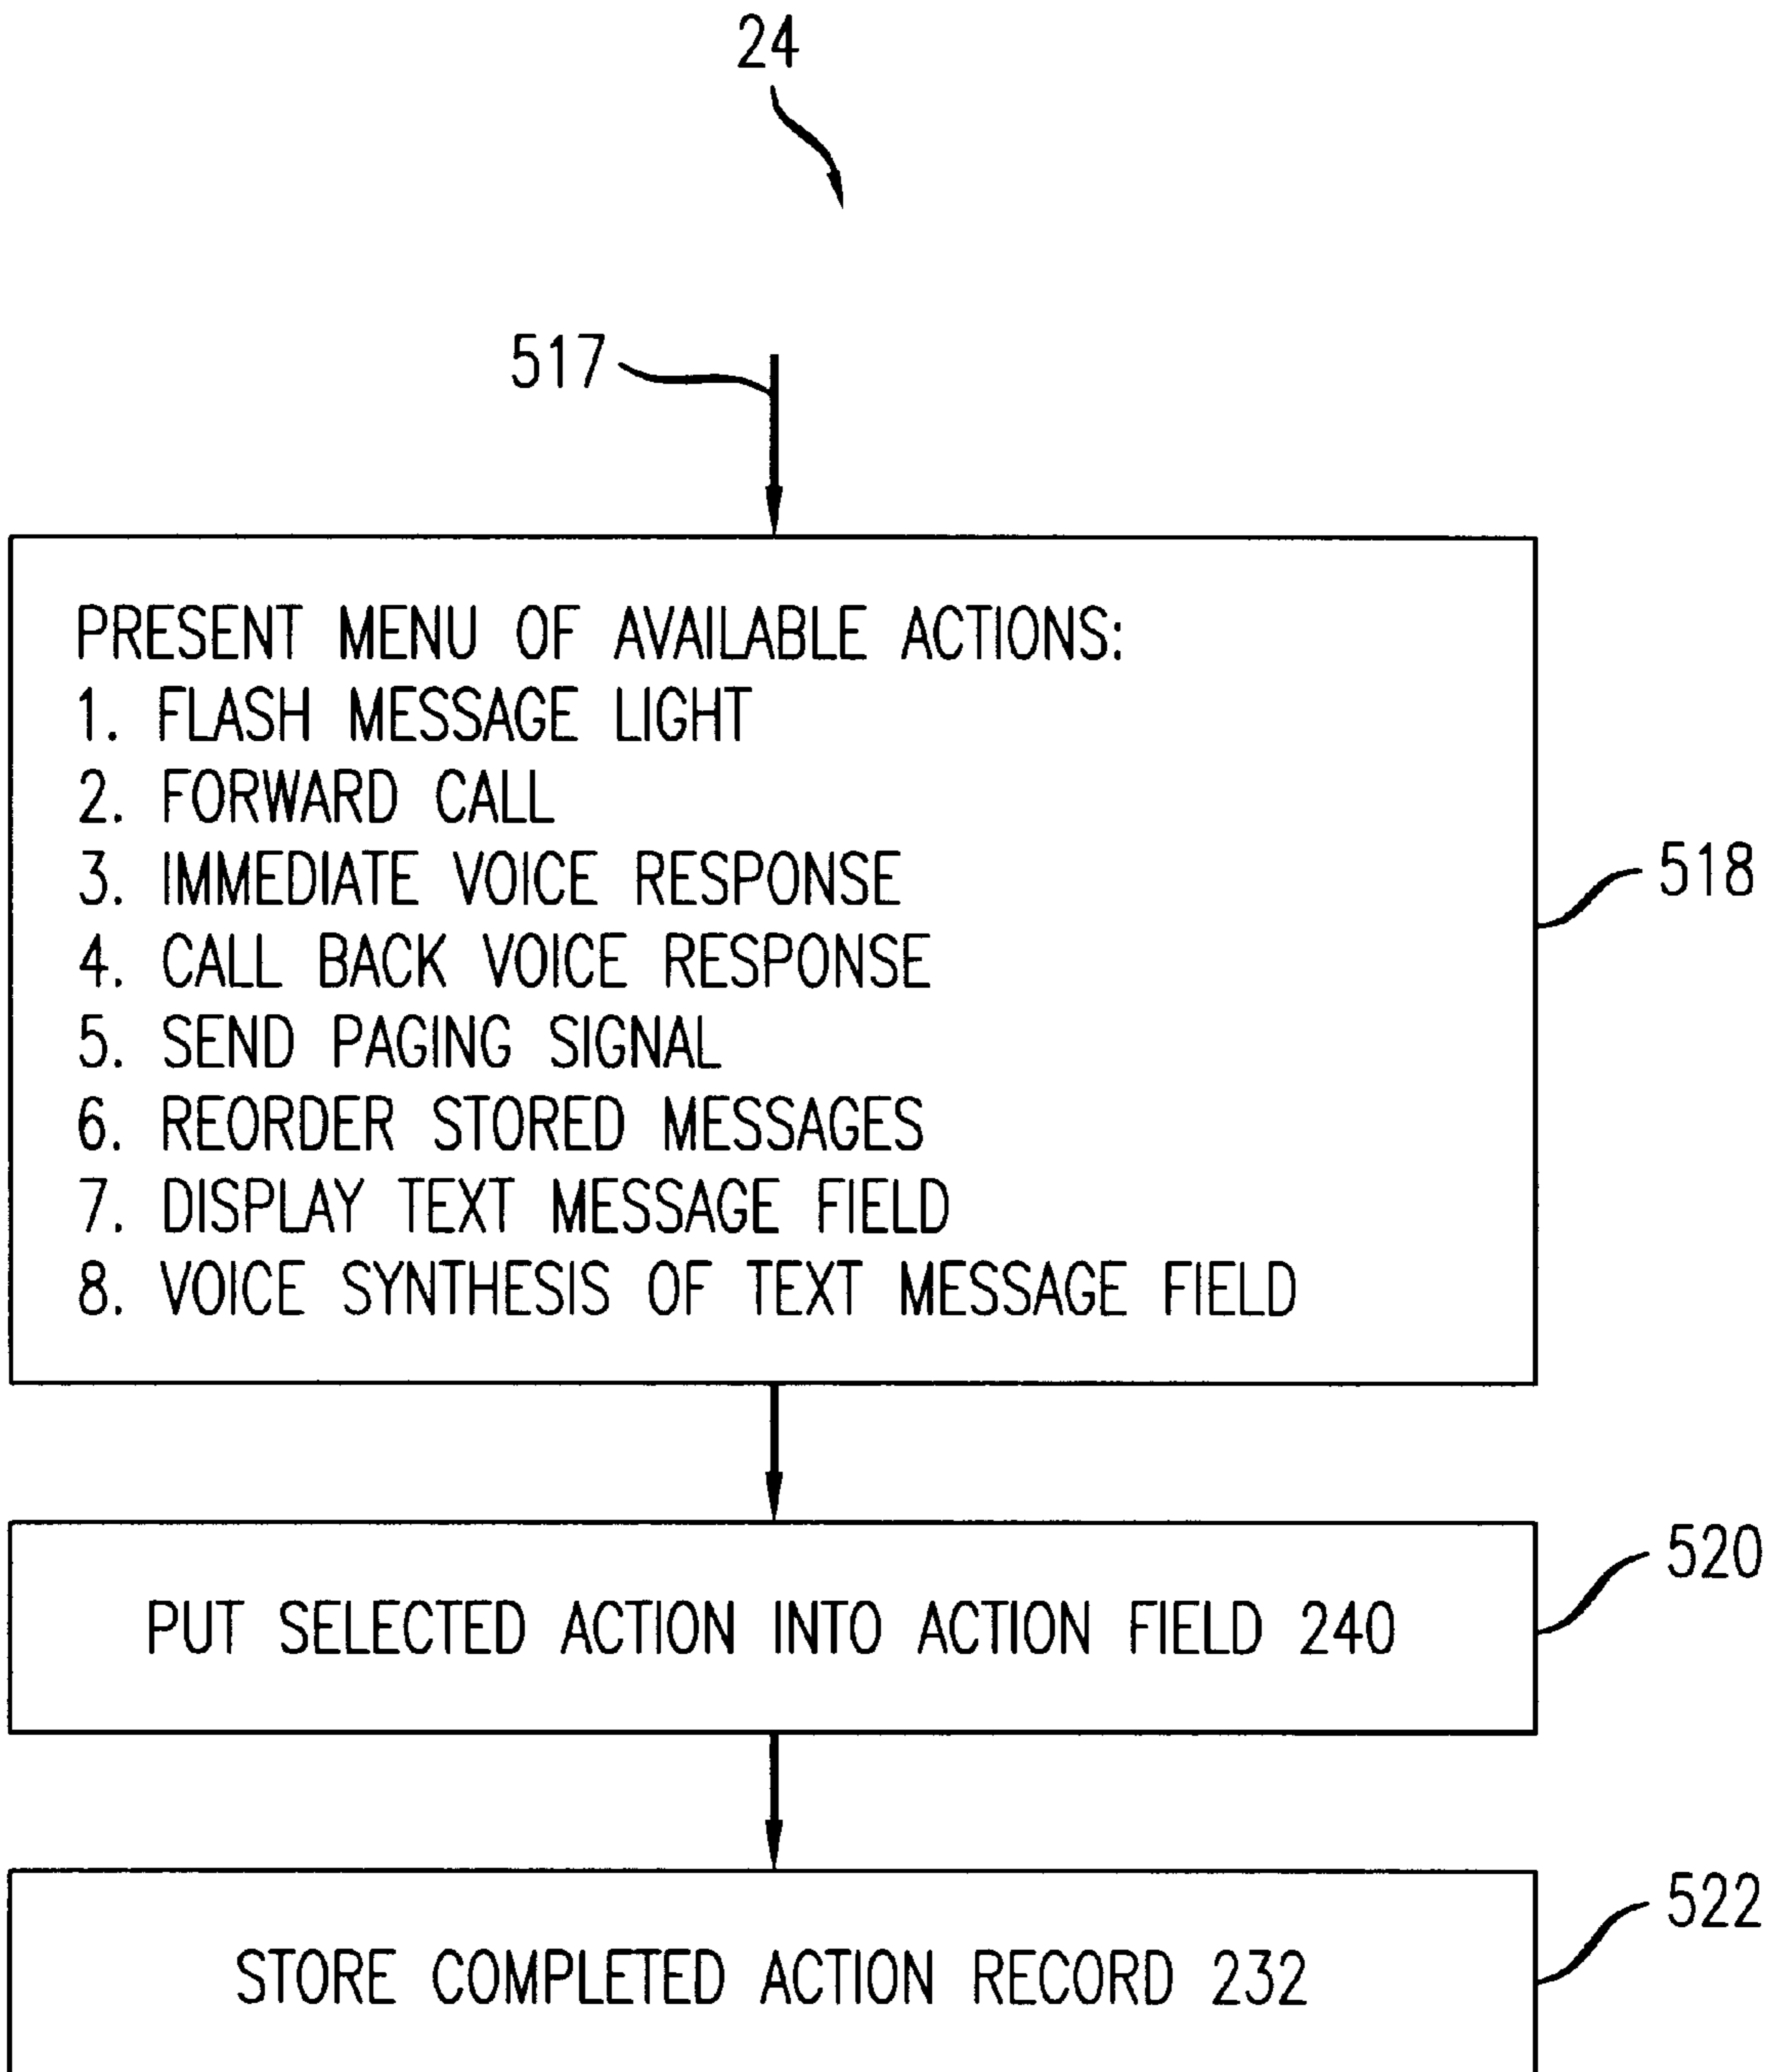 24
517
PRESENT MENU OF AVAILABLE ACTIONS:
1. FLASH MESSAGE LIGHT
2. FORWARD CALL
3. IMMEDIATE VOICE RESPONSE
4. CALL BACK VOICE RESPONSE
5. SEND PAGING SIGNAL
6. REORDER STORED MESSAGES
7. DISPLAY TEXT MESSAGE FIELD
8. VOICE SYNTHESIS OF TEXT MESSAGE FIELD
518
PUT SELECTED ACTION INTO ACTION FIELD 240
520
STORE COMPLETED ACTION RECORD 232
522